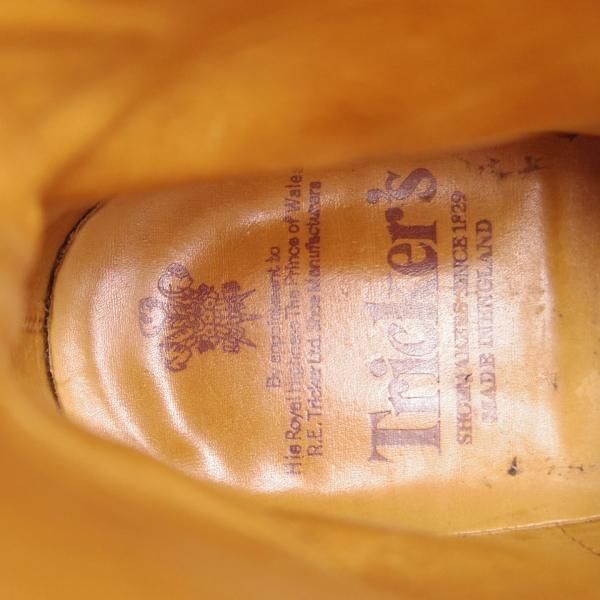 By appointment to
His Royal Highness The Prince of Wales
R.E. Tricker Ltd. Shoe Manufacturers
Tricker's
SHOEMAKERS SINCE 1829
MADE IN ENGLAND